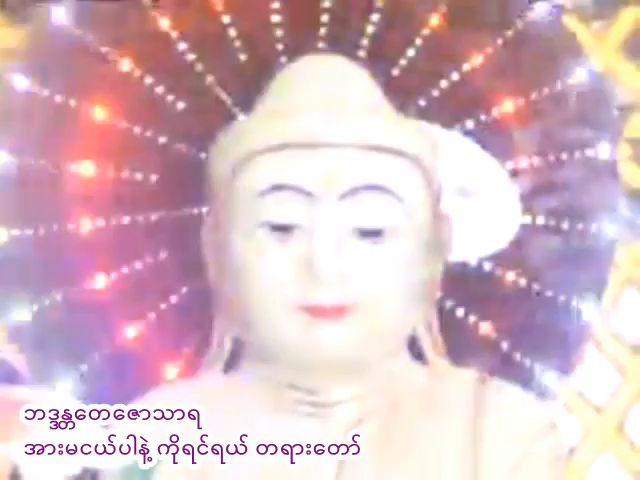 ဘဒ္ဒန္တတေဇောသာရ
အားမငယ်ပါနဲ့ ကိုရင်ရယ် တရားတော်